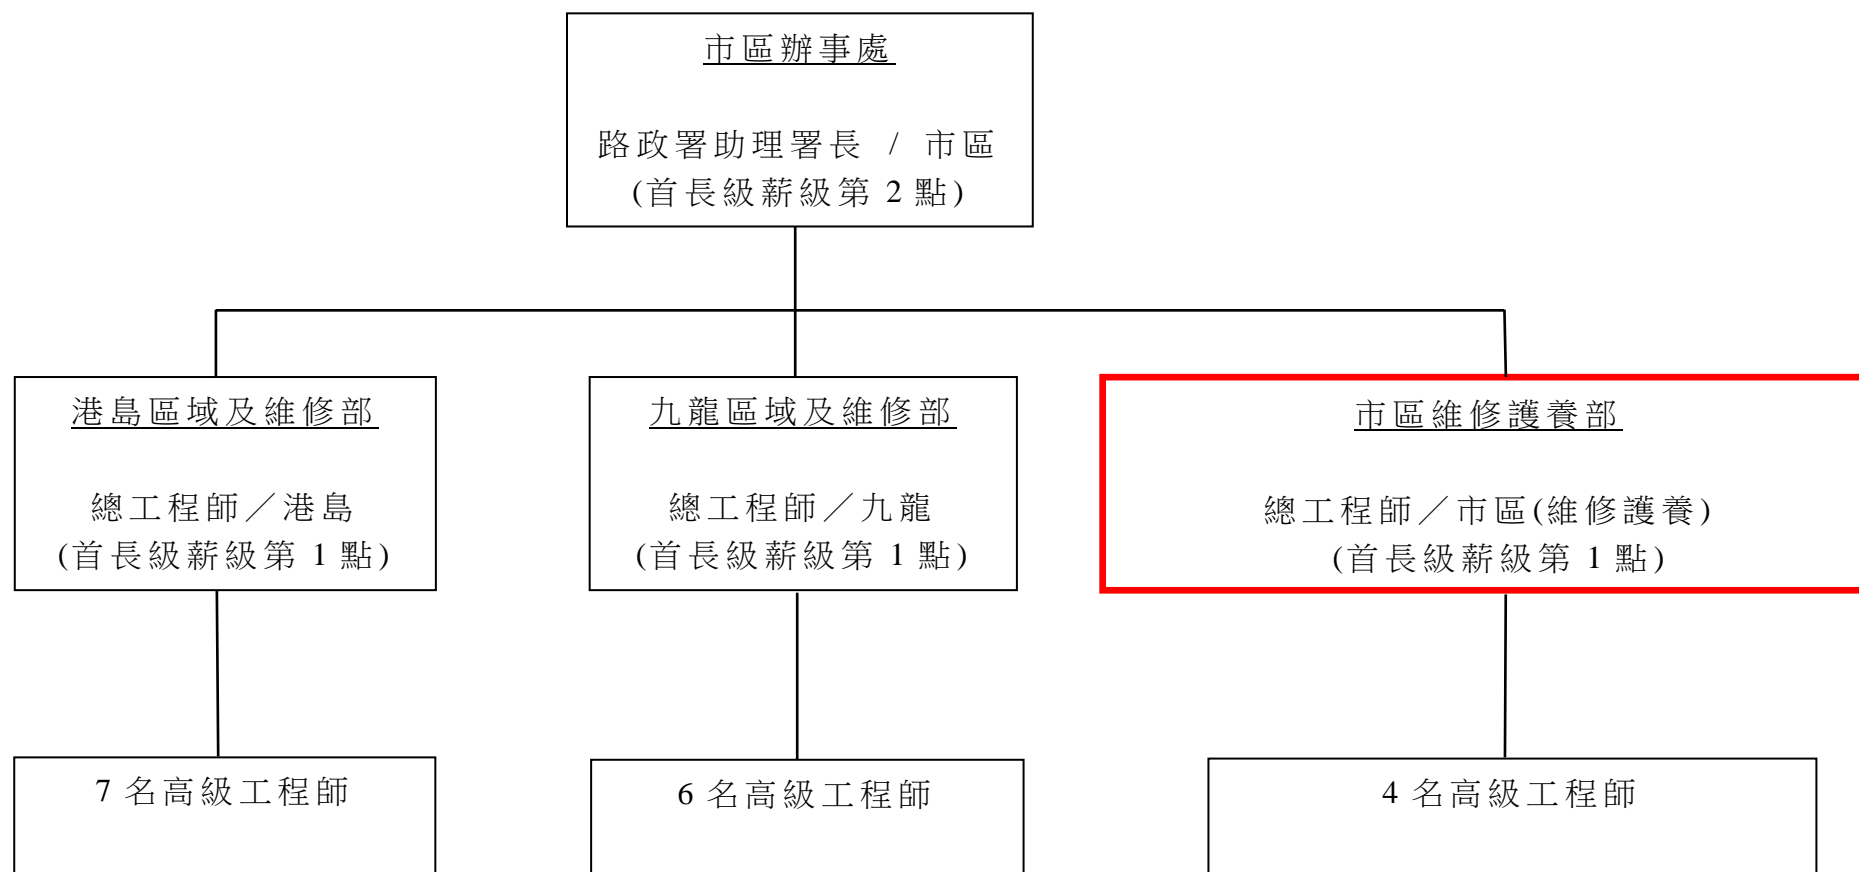 市區辦事處
路政署助理署長 / 市區
(首長級薪級第 2 點)
港島區域及維修部
總工程師／港島
(首長級薪級第 1 點)
九龍區域及維修部
總工程師／九龍
(首長級薪級第 1 點)
市區維修護養部
總工程師／市區(維修護養)
(首長級薪級第 1 點)
7 名高級工程師
6 名高級工程師
4 名高級工程師